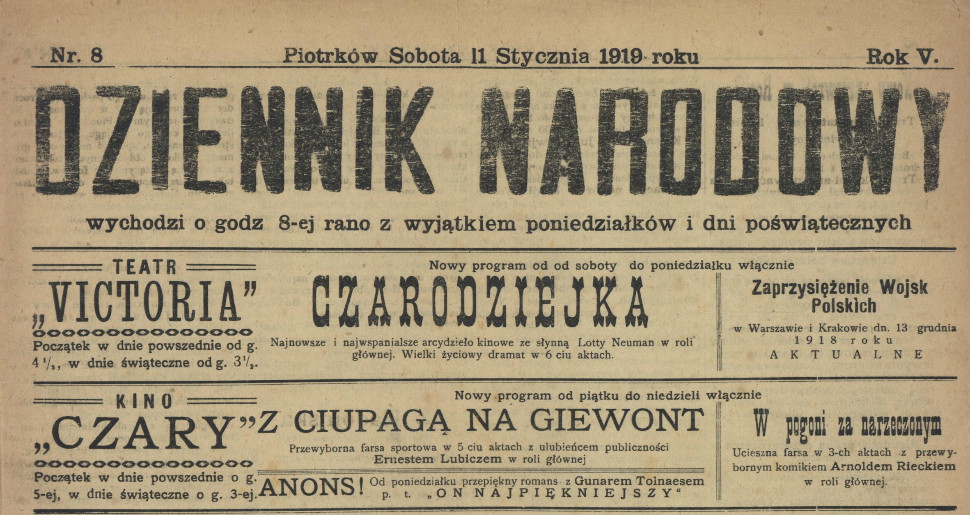 Nr. 8 Piotrków Sobota 11 Stycznia 1919 roku Rok V.
DZIENNIK NARODOWY
wychodzi o godz 8-ej rano z wyjątkiem poniedziałków i dni poświątecznych
TEATR
„VICTORIA”
Początek w dnie powszednie od g.
4 1/2, w dnie świąteczne od g. 3 1/2.
Nowy program od od soboty do poniedziałku włącznie
CZARODZIEJKA
Najnowsze i najwspanialsze arcydzieło kinowe ze słynną Lotty Neuman w roli
głównej. Wielki życiowy dramat w 6 ciu aktach.
Zaprzysiężenie Wojsk
Polskich
w Warszawie i Krakowie dn. 13 grudnia
1918 roku
AKTUALNE
KINO
„CZARY”
Początek w dnie powszednie o g.
5-ej, w dnie świąteczne o g. 3-ej.
Nowy program od piątku do niedzieli włącznie
Z CIUPAGĄ NA GIEWONT
Przewyborna farsa sportowa w 5 ciu aktach z ulubieńcem publiczności
Ernestem Lubiczem w roli głównej
ANONS! Od poniedziałku przepiękny romans z Gunarem Tolnaesem
p. t. „ON NAJPIĘKNIEJSZY“
W pogoni za narzeczonym
Ucieszna farsa w 3-ch aktach z przewy-
bornym komikiem Arnoldem Rieckiem
w roli głównej.